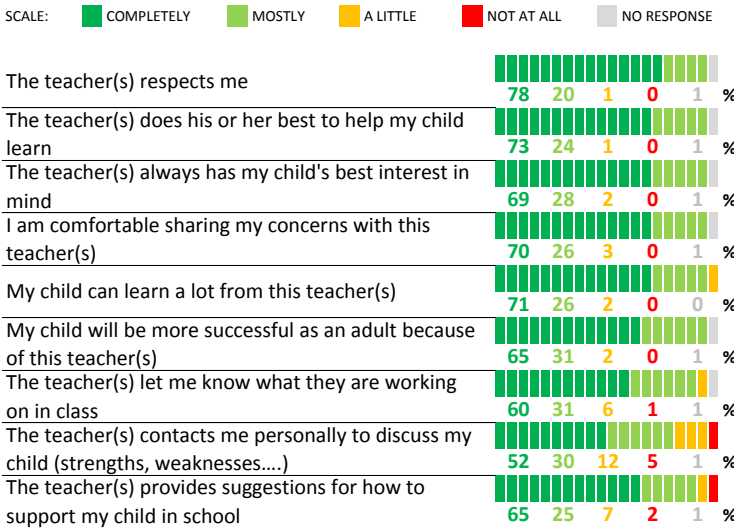 SCALE: COMPLETELY MOSTLY A LITTLE NOT AT ALL NO RESPONSE
The teacher(s) respects me
78 20 1 0 1 %
The teacher(s) does his or her best to help my child
learn
73 24 1 0 1 %
The teacher(s) always has my child's best interest in
mind
69 28 2 0 1 %
I am comfortable sharing my concerns with this
teacher(s)
70 26 3 0 1 %
My child can learn a lot from this teacher(s)
71 26 2 0 0 %
My child will be more successful as an adult because
of this teacher(s)
65 31 2 0 1 %
The teacher(s) let me know what they are working
on in class
60 31 6 1 1 %
The teacher(s) contacts me personally to discuss my
child (strengths, weaknesses....)
52 30 12 5 1 %
The teacher(s) provides suggestions for how to
support my child in school
65 25 7 2 1 %